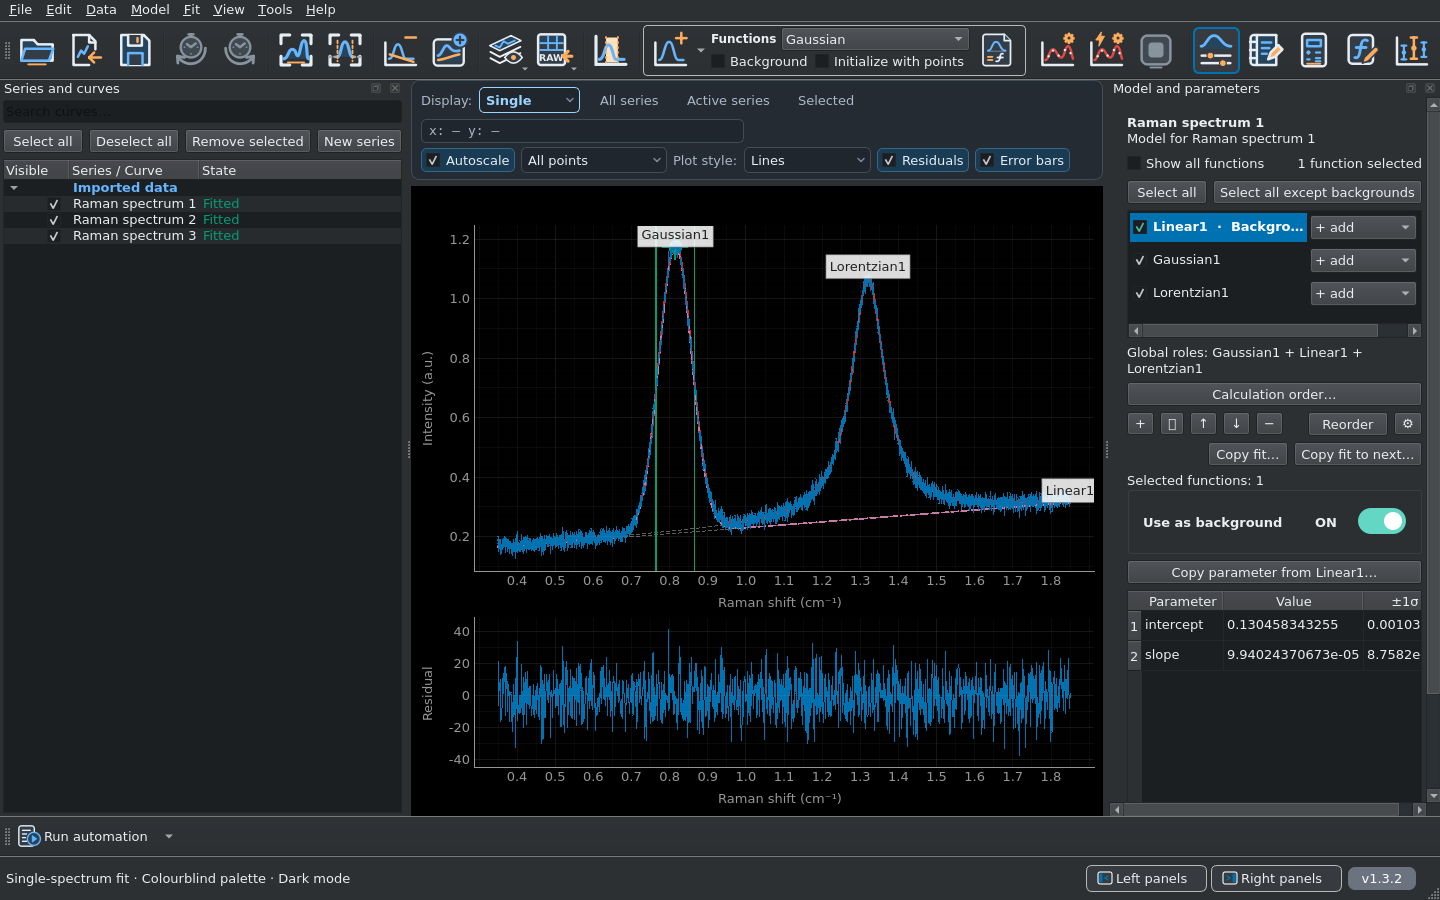 File Edit Data Model Fit View Tools Help
RAW
Functions Gaussian
Background Initialize with points
Series and curves
Search curves...
Select all Deselect all Remove selected New series
Visible Series / Curve State
Imported data
Raman spectrum 1 Fitted
Raman spectrum 2 Fitted
Raman spectrum 3 Fitted
Display: Single All series Active series Selected
x: — y: —
Autoscale All points Plot style: Lines Residuals Error bars
Gaussian1
Lorentzian1
Linear1
Intensity (a.u.)
1.2
1.0
0.8
0.6
0.4
0.2
0.4 0.5 0.6 0.7 0.8 0.9 1.0 1.1 1.2 1.3 1.4 1.5 1.6 1.7 1.8
Raman shift (cm⁻¹)
Residual
40
20
0
-20
-40
0.4 0.5 0.6 0.7 0.8 0.9 1.0 1.1 1.2 1.3 1.4 1.5 1.6 1.7 1.8
Raman shift (cm⁻¹)
Model and parameters
Raman spectrum 1
Model for Raman spectrum 1
Show all functions 1 function selected
Select all Select all except backgrounds
Linear1 · Backgro... + add
Gaussian1 + add
Lorentzian1 + add
Global roles: Gaussian1 + Linear1 +
Lorentzian1
Calculation order...
+ ↑ ↓ − Reorder ⚙
Copy fit... Copy fit to next...
Selected functions: 1
Use as background ON
Copy parameter from Linear1...
Parameter Value ±1σ
1 intercept 0.130458343255 0.00103
2 slope 9.94024370673e-05 8.7582e
Run automation
Single-spectrum fit · Colourblind palette · Dark mode
Left panels Right panels v1.3.2